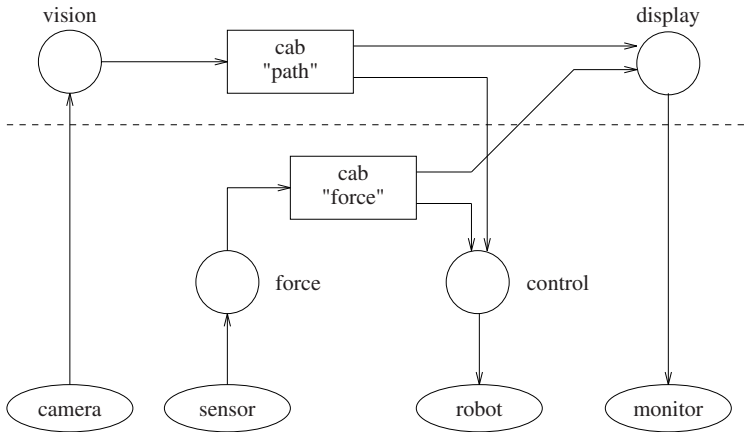 vision
display
cab
"path"
cab
"force"
force
control
camera
sensor
robot
monitor